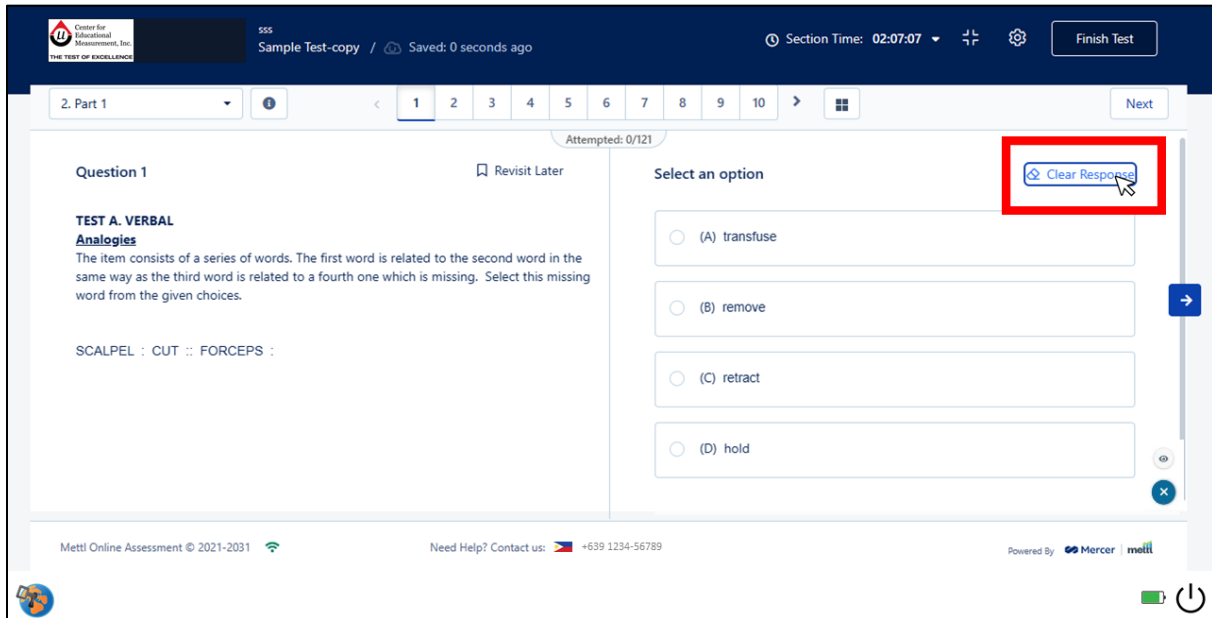 Center for
Educational
Measurement, Inc.
THE TEST OF EXCELLENCE
sss
Sample Test-copy / Saved: 0 seconds ago
Section Time: 02:07:07
Finish Test
2. Part 1
1 2 3 4 5 6 7 8 9 10
Next
Attempted: 0/121
Question 1
Revisit Later
TEST A. VERBAL
Analogies
The item consists of a series of words. The first word is related to the second word in the
same way as the third word is related to a fourth one which is missing. Select this missing
word from the given choices.
SCALPEL : CUT :: FORCEPS :
Select an option
Clear Response
(A) transfuse
(B) remove
(C) retract
(D) hold
Mettl Online Assessment © 2021-2031
Need Help? Contact us: +639 1234-56789
Powered By Mercer | mettl